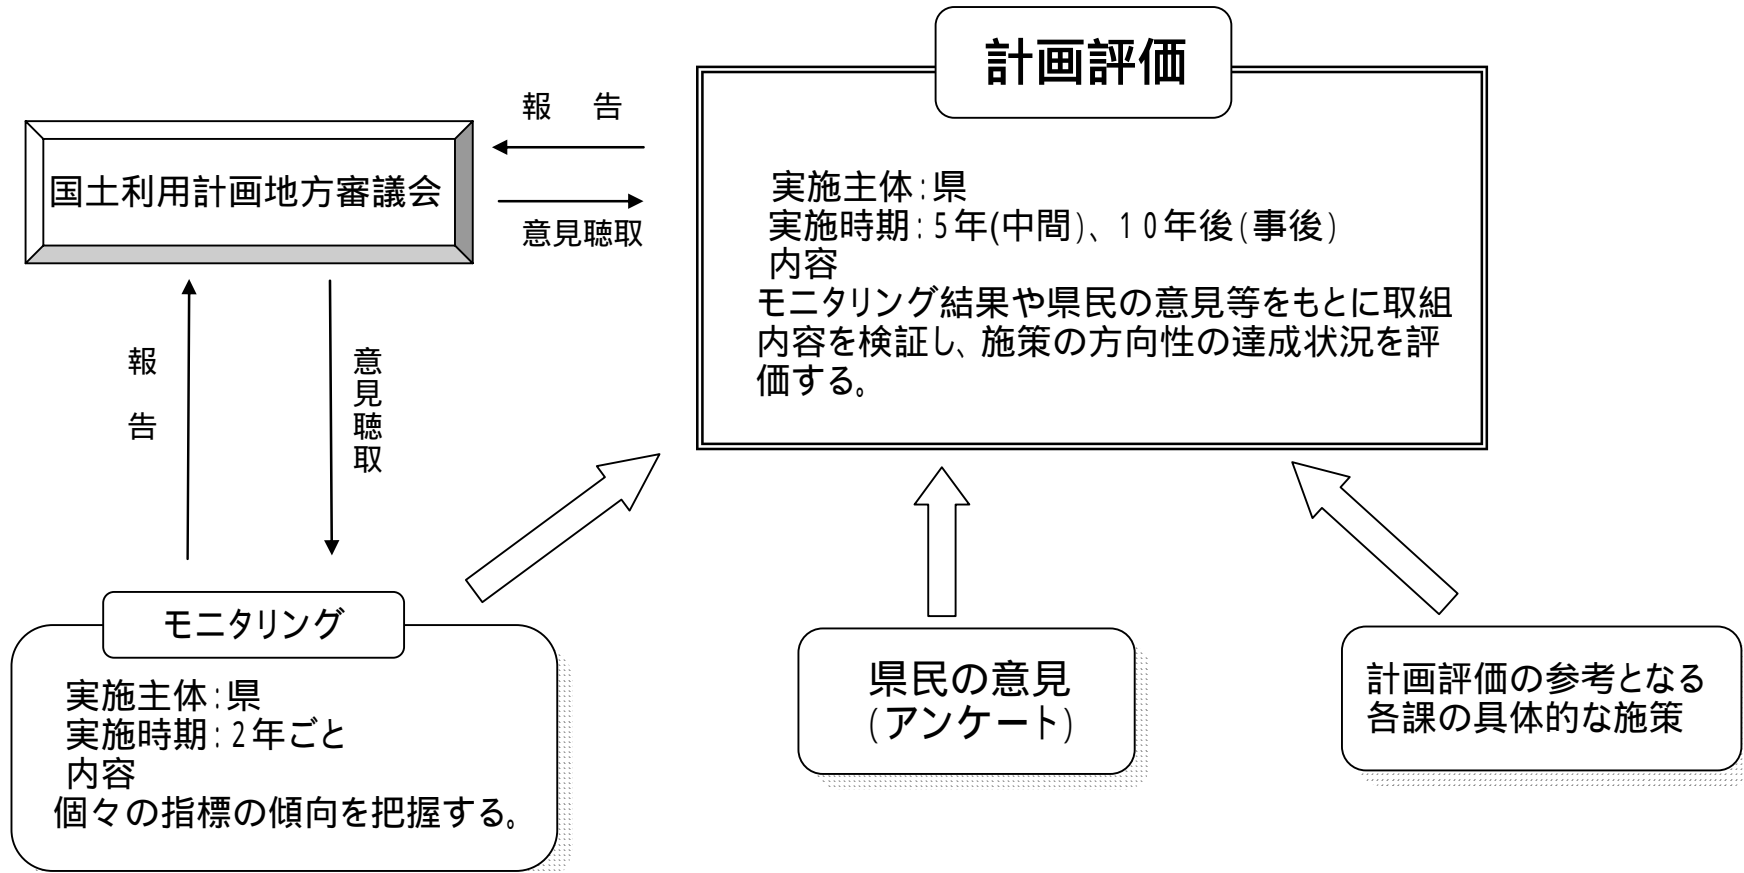 計画評価
報　告
国土利用計画地方審議会
意見聴取
実施主体：県
実施時期：５年(中間)、１０年後(事後)
内容
モニタリング結果や県民の意見等をもとに取組
内容を検証し、施策の方向性の達成状況を評
価する。
報告
意見聴取
モニタリング
実施主体：県
実施時期：２年ごと
内容
個々の指標の傾向を把握する。
県民の意見
(アンケート)
計画評価の参考となる
各課の具体的な施策